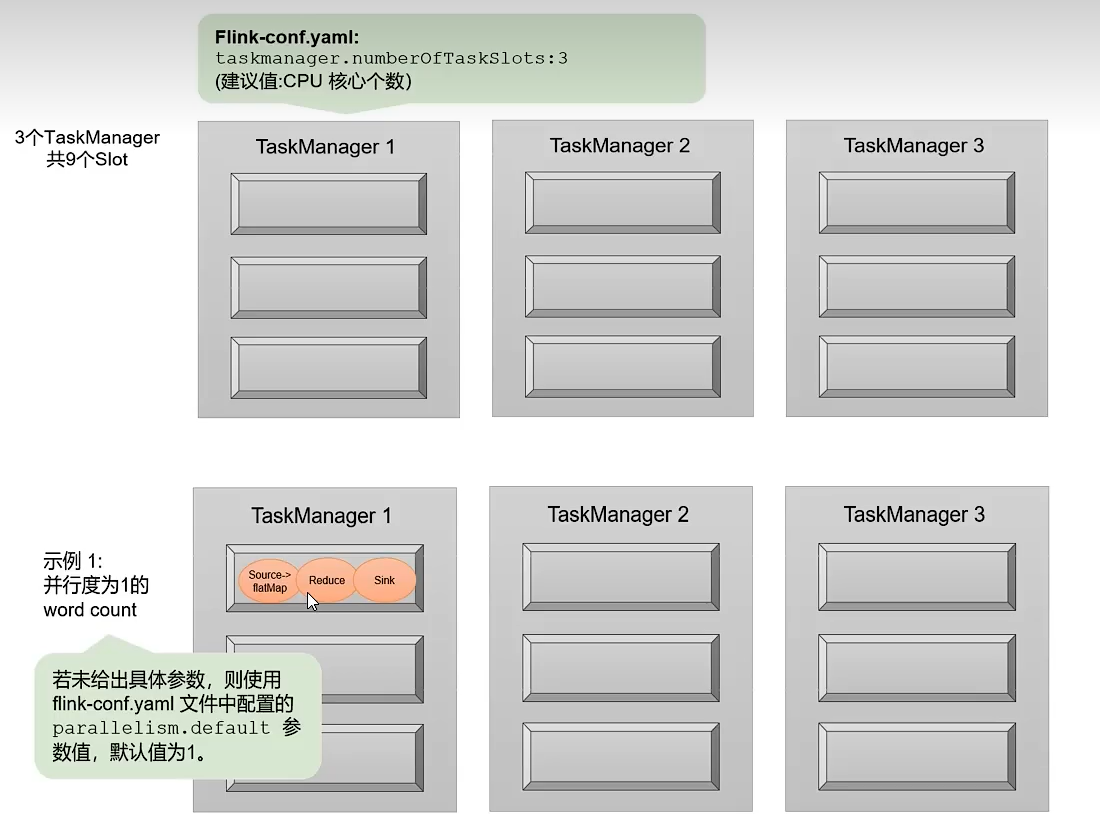 Flink-conf.yaml:
taskmanager.numberOfTaskSlots:3
(建议值:CPU 核心个数)
3个TaskManager
共9个Slot
TaskManager 1
TaskManager 2
TaskManager 3
TaskManager 1
TaskManager 2
TaskManager 3
示例 1:
并行度为1的
word count
Source->
flatMap
Reduce
Sink
若未给出具体参数，则使用
flink-conf.yaml 文件中配置的
parallelism.default 参
数值，默认值为1。